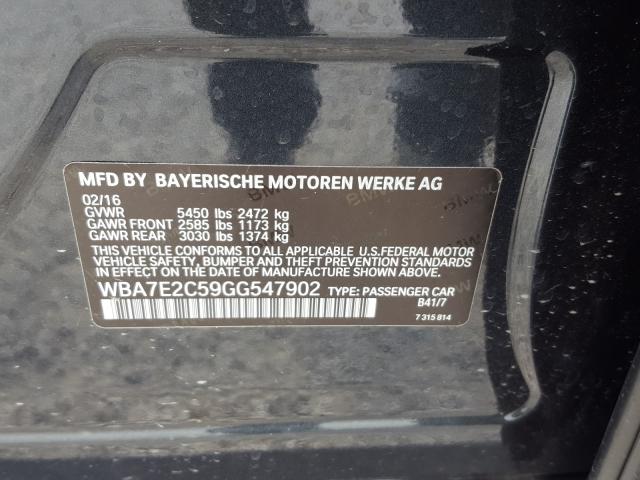 MFD BY BAYERISCHE MOTOREN WERKE AG
02/16
GVWR 5450 lbs 2472 kg
GAWR FRONT 2585 lbs 1173 kg
GAWR REAR 3030 lbs 1374 kg
THIS VEHICLE CONFORMS TO ALL APPLICABLE U.S.FEDERAL MOTOR
VEHICLE SAFETY, BUMPER AND THEFT PREVENTION STANDARDS
IN EFFECT ON THE DATE OF MANUFACTURE SHOWN ABOVE.
WBA7E2C59GG547902 TYPE: PASSENGER CAR
B41/7
7 315 814